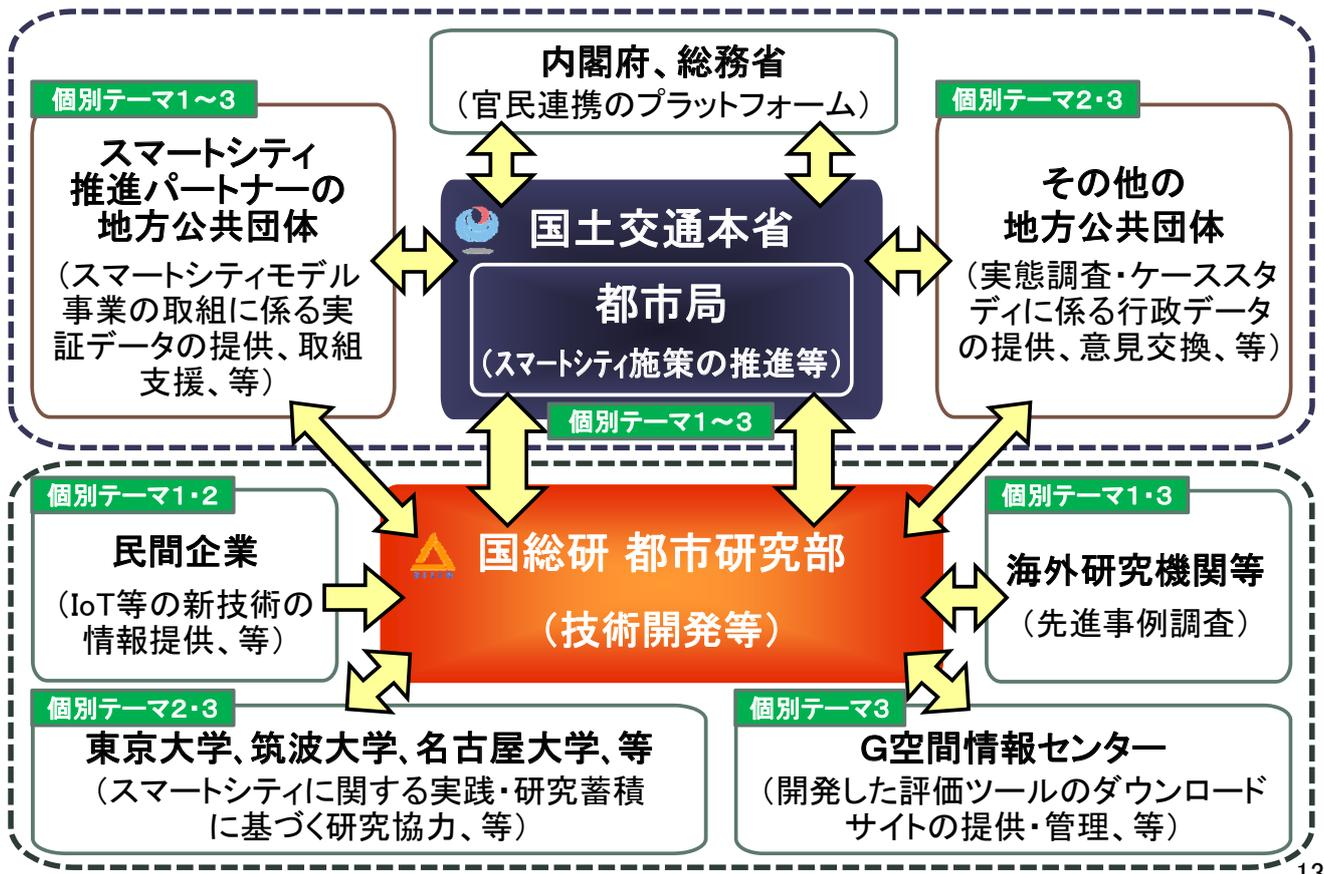 内閣府、総務省
（官民連携のプラットフォーム）
個別テーマ1～3
スマートシティ
推進パートナーの
地方公共団体
（スマートシティモデル
事業の取組に係る実
証データの提供、取組
支援、等）
国土交通本省
都市局
（スマートシティ施策の推進等）
個別テーマ1～3
個別テーマ2・3
その他の
地方公共団体
（実態調査・ケーススタ
ディに係る行政データ
の提供、意見交換、等）
個別テーマ1・2
民間企業
（IoT等の新技術の
情報提供、等）
国総研 都市研究部
（技術開発等）
個別テーマ1・3
海外研究機関等
（先進事例調査）
個別テーマ2・3
東京大学、筑波大学、名古屋大学、等
（スマートシティに関する実践・研究蓄積
に基づく研究協力、等）
個別テーマ3
G空間情報センター
（開発した評価ツールのダウンロード
サイトの提供・管理、等）
13